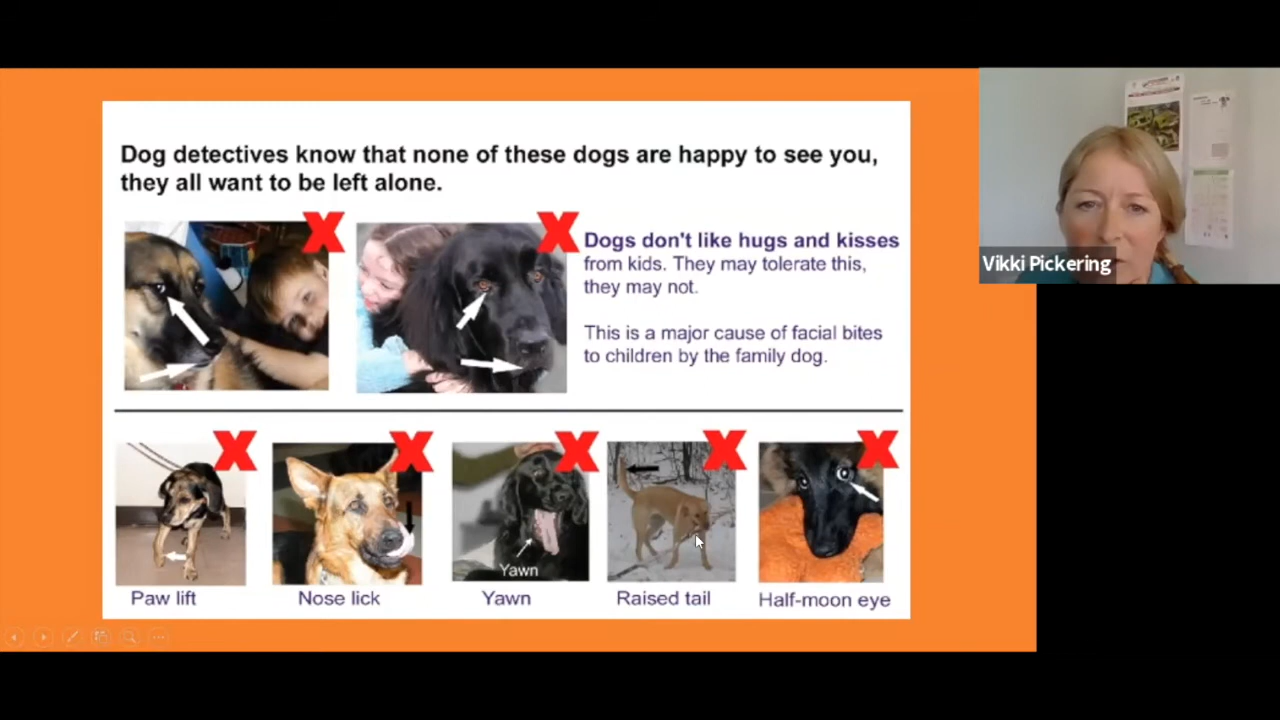 Dog detectives know that none of these dogs are happy to see you,
they all want to be left alone.
Dogs don't like hugs and kisses
from kids. They may tolerate this,
they may not.
This is a major cause of facial bites
to children by the family dog.
Yawn
Paw lift
Nose lick
Yawn
Raised tail
Half-moon eye
Vikki Pickering